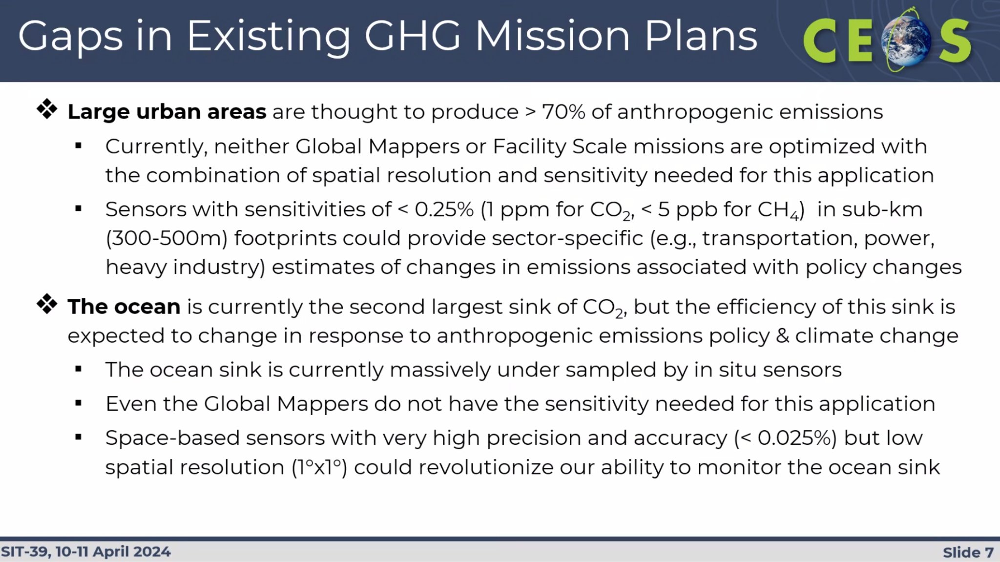 Gaps in Existing GHG Mission Plans
CEOS
❖ Large urban areas are thought to produce > 70% of anthropogenic emissions
▪ Currently, neither Global Mappers or Facility Scale missions are optimized with
the combination of spatial resolution and sensitivity needed for this application
▪ Sensors with sensitivities of < 0.25% (1 ppm for CO₂, < 5 ppb for CH₄) in sub-km
(300-500m) footprints could provide sector-specific (e.g., transportation, power,
heavy industry) estimates of changes in emissions associated with policy changes
❖ The ocean is currently the second largest sink of CO₂, but the efficiency of this sink is
expected to change in response to anthropogenic emissions policy & climate change
▪ The ocean sink is currently massively under sampled by in situ sensors
▪ Even the Global Mappers do not have the sensitivity needed for this application
▪ Space-based sensors with very high precision and accuracy (< 0.025%) but low
spatial resolution (1°x1°) could revolutionize our ability to monitor the ocean sink
SIT-39, 10-11 April 2024
Slide 7